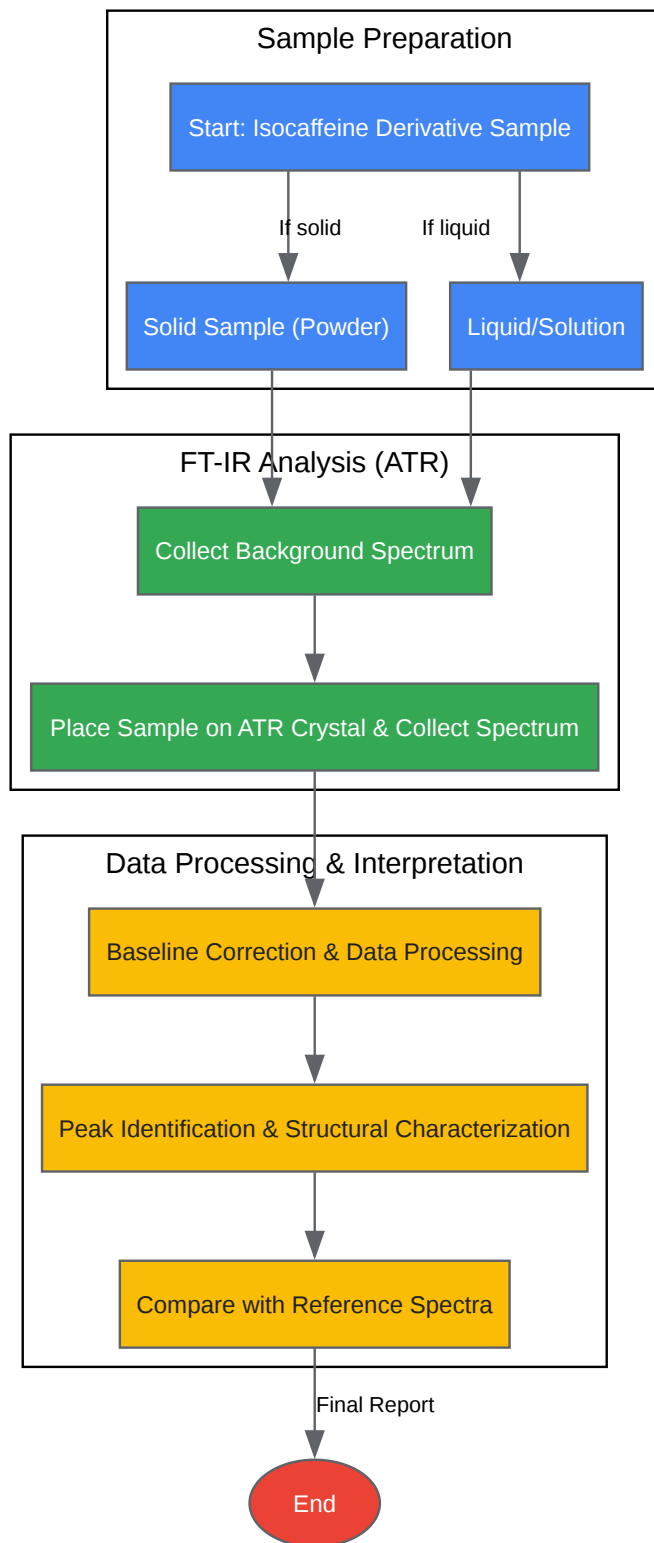 Sample Preparation
Start: Isocaffeine Derivative Sample
If solid
If liquid
Solid Sample (Powder)
Liquid/Solution
FT-IR Analysis (ATR)
Collect Background Spectrum
Place Sample on ATR Crystal & Collect Spectrum
Data Processing & Interpretation
Baseline Correction & Data Processing
Peak Identification & Structural Characterization
Compare with Reference Spectra
Final Report
End